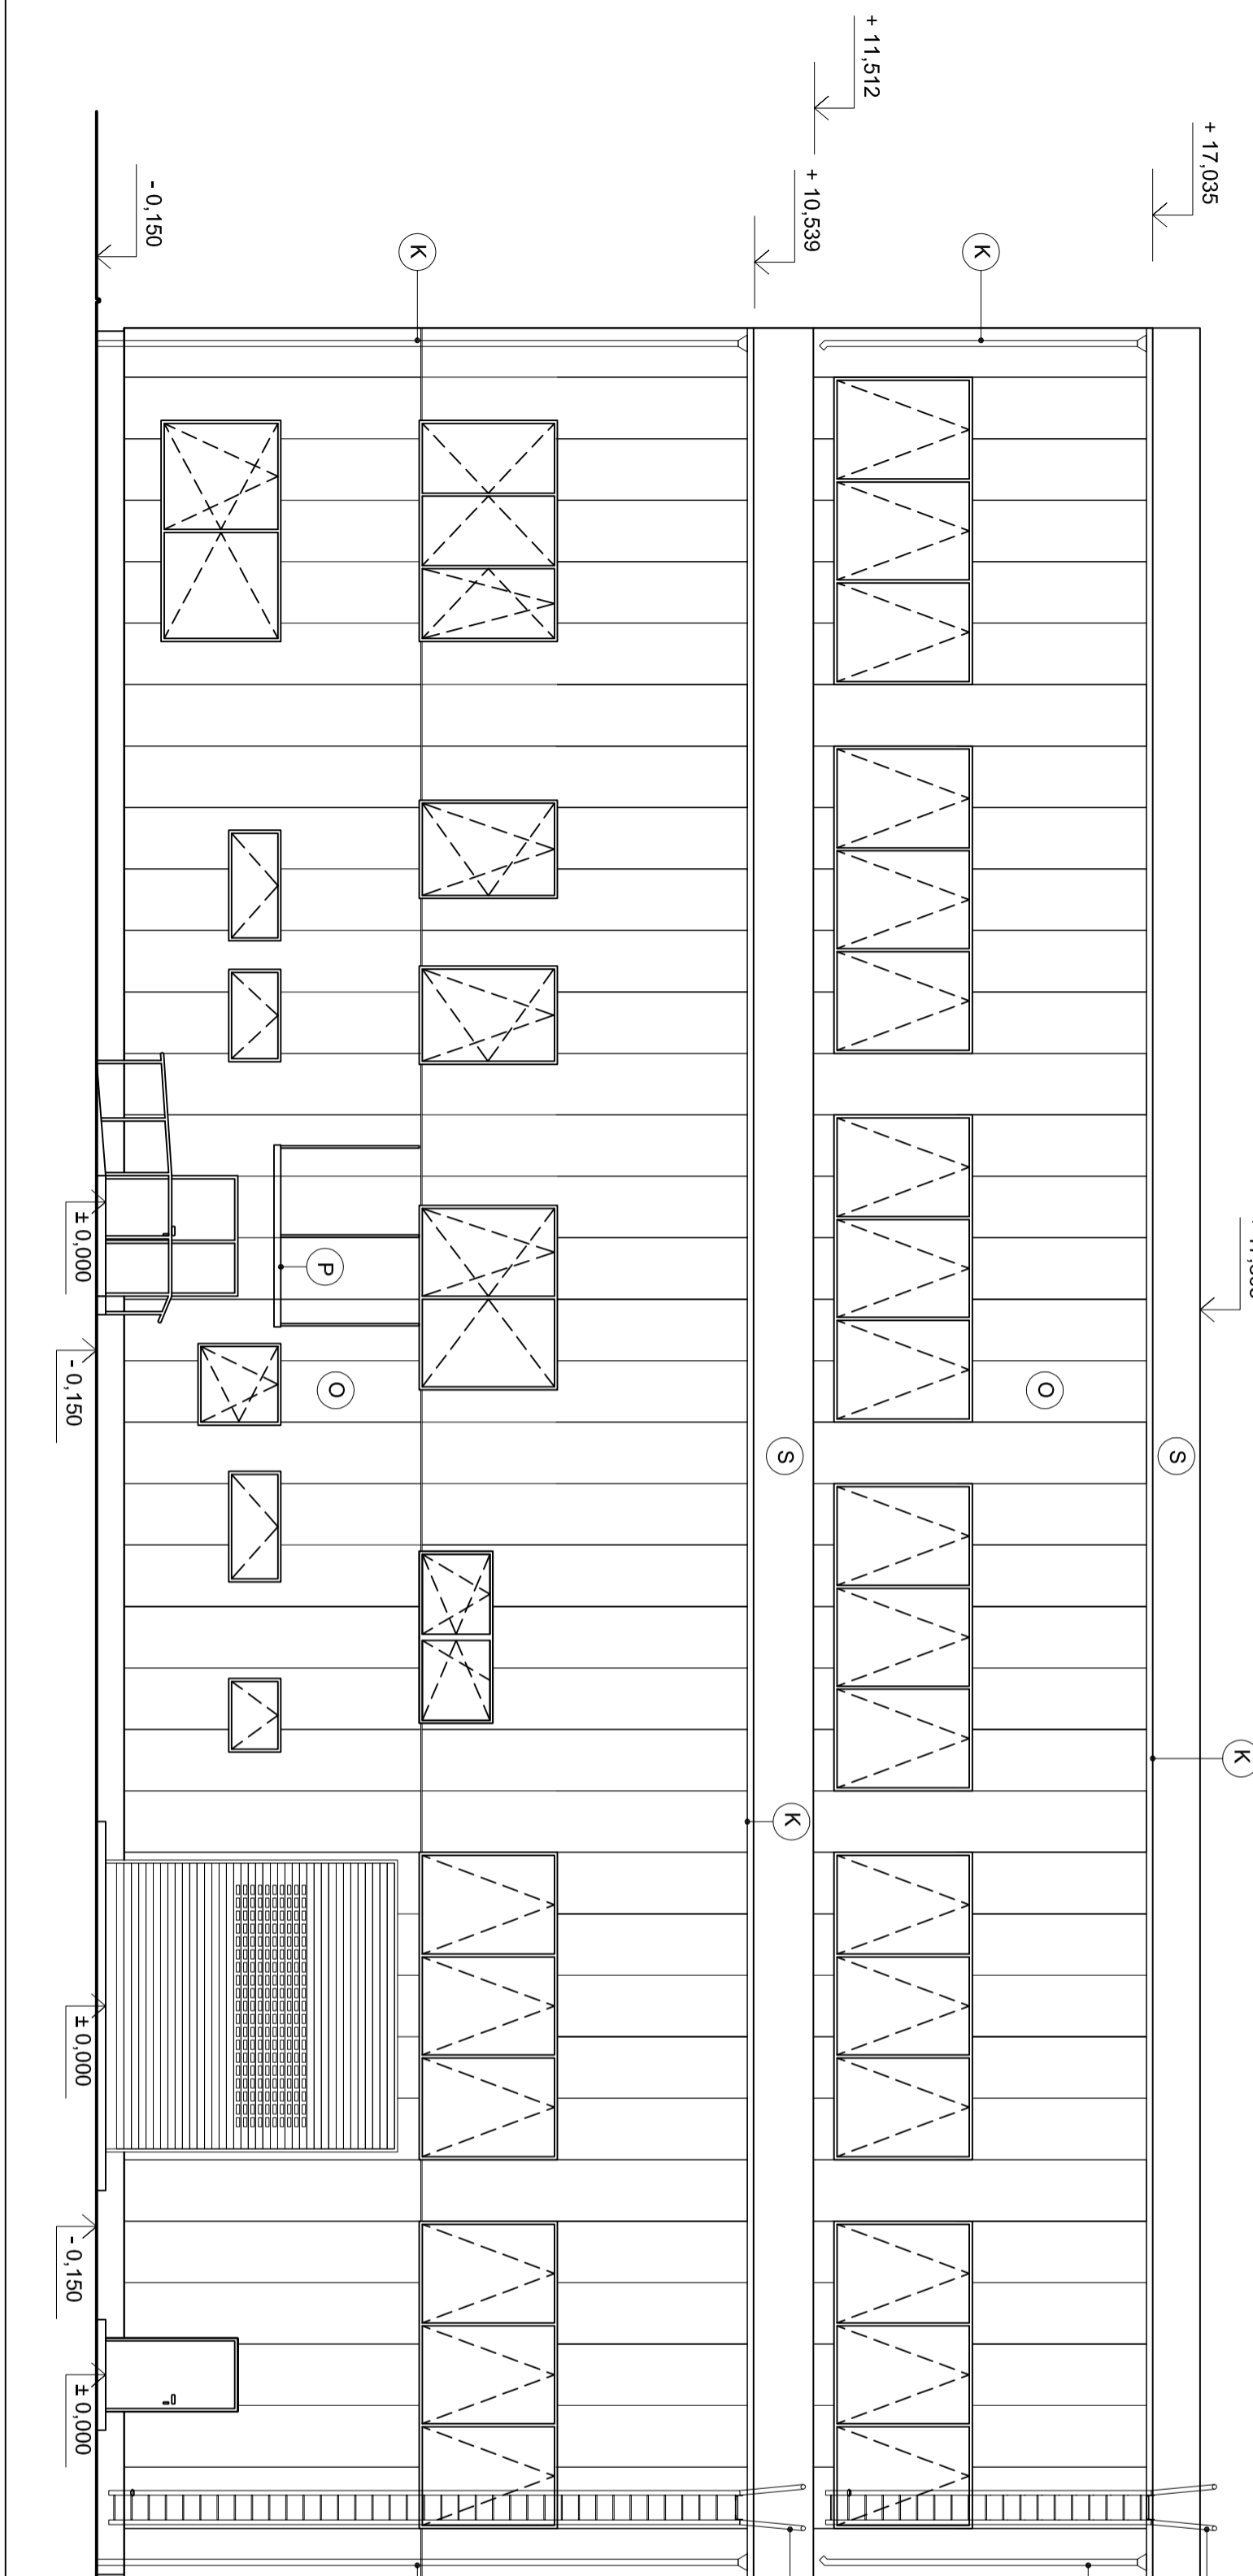 + 17,035
+ 11,512
+ 10,539
- 0,150
K
K
S
S
O
O
P
K
K
± 0,000
- 0,150
± 0,000
- 0,150
± 0,000